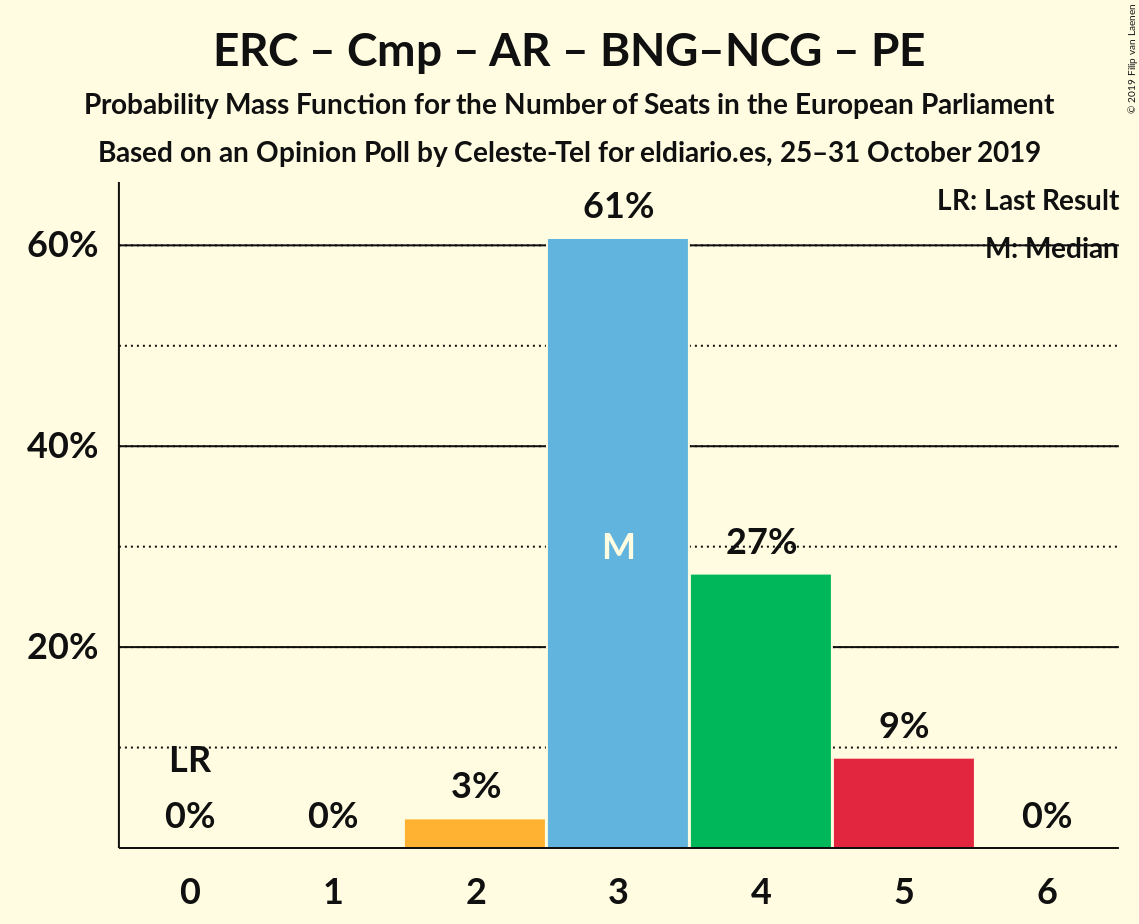 ERC – Cmp – AR – BNG–NCG – PE
Probability Mass Function for the Number of Seats in the European Parliament
Based on an Opinion Poll by Celeste-Tel for eldiario.es, 25–31 October 2019
© 2019 Filip van Laenen
LR: Last Result
M: Median
61%
60%
40%
M
27%
20%
9%
LR
3%
0%
0%
0%
0
1
2
3
4
5
6